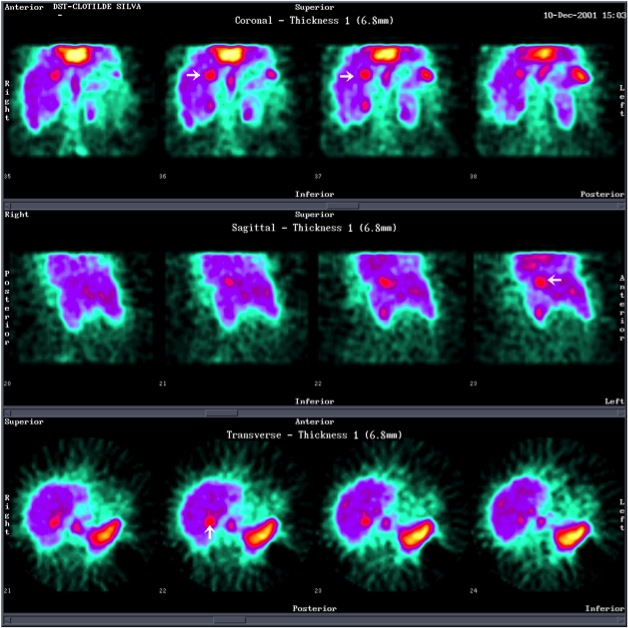 Anterior DST-CLOTILDE SILVA Superior
-
Coronal - Thickness 1 (6.8mm) 10-Dec-2001 15:03
Right
Left
35 36 37 38
Inferior Posterior
Right Superior
Sagittal - Thickness 1 (6.8mm)
Posterior
Anterior
20 21 22 23
Inferior Left
Superior Anterior
Transverse - Thickness 1 (6.8mm)
Right
Left
21 22 23 24
Posterior Inferior